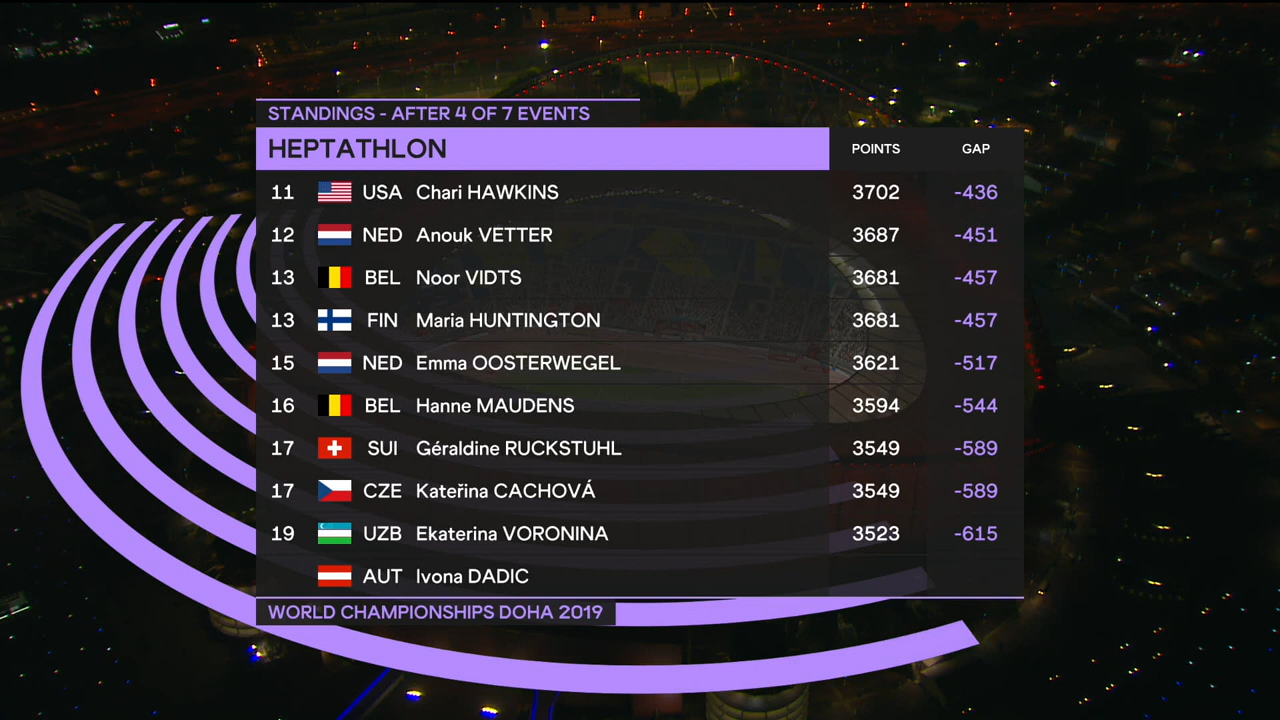 STANDINGS - AFTER 4 OF 7 EVENTS
HEPTATHLON POINTS GAP
11 USA Chari HAWKINS 3702 -436
12 NED Anouk VETTER 3687 -451
13 BEL Noor VIDTS 3681 -457
13 FIN Maria HUNTINGTON 3681 -457
15 NED Emma OOSTERWEGEL 3621 -517
16 BEL Hanne MAUDENS 3594 -544
17 SUI Géraldine RUCKSTUHL 3549 -589
17 CZE Kateřina CACHOVÁ 3549 -589
19 UZB Ekaterina VORONINA 3523 -615
AUT Ivona DADIC
WORLD CHAMPIONSHIPS DOHA 2019